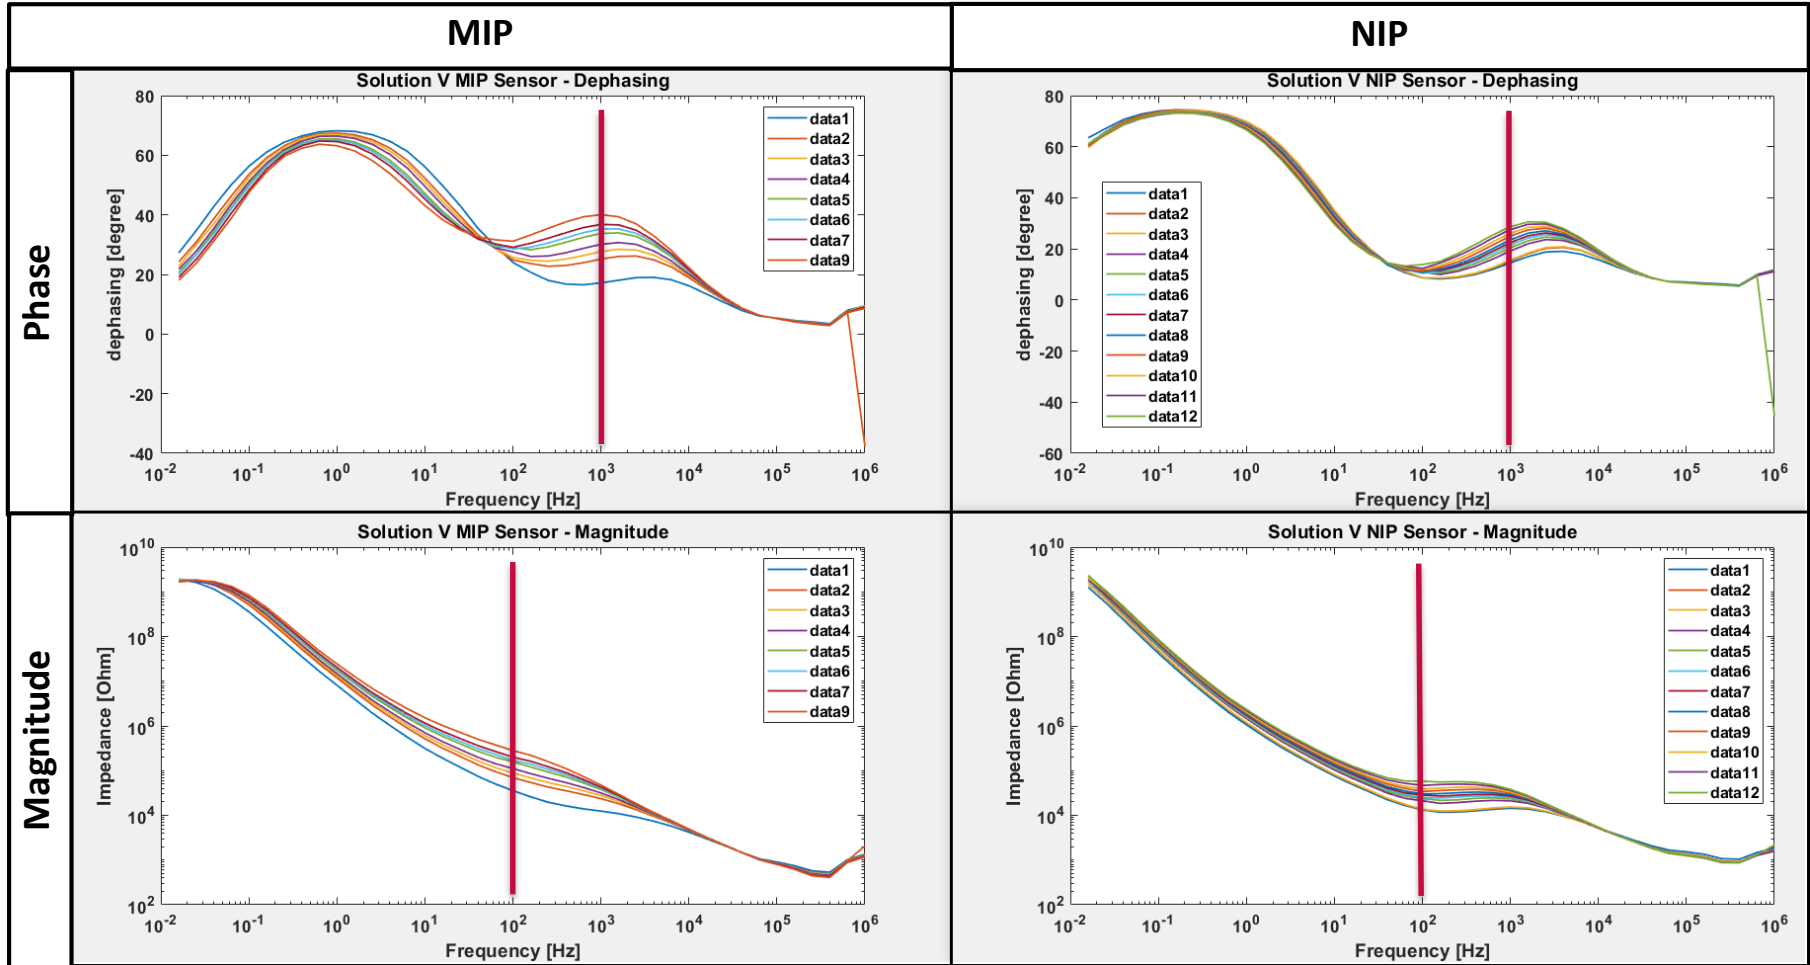 MIP
NIP
Phase
Solution V MIP Sensor - Dephasing
dephasing [degree]
80
60
40
20
0
-20
-40
10-2
10-1
100
101
102
103
104
105
106
Frequency [Hz]
data1
data2
data3
data4
data5
data6
data7
data9
Solution V NIP Sensor - Dephasing
dephasing [degree]
80
60
40
20
0
-20
-40
-60
10-2
10-1
100
101
102
103
104
105
106
Frequency [Hz]
data1
data2
data3
data4
data5
data6
data7
data8
data9
data10
data11
data12
Magnitude
Solution V MIP Sensor - Magnitude
Impedance [Ohm]
1010
108
106
104
102
10-2
10-1
100
101
102
103
104
105
106
Frequency [Hz]
data1
data2
data3
data4
data5
data6
data7
data9
Solution V NIP Sensor - Magnitude
Impedance [Ohm]
1010
108
106
104
102
10-2
10-1
100
101
102
103
104
105
106
Frequency [Hz]
data1
data2
data3
data4
data5
data6
data7
data8
data9
data10
data11
data12